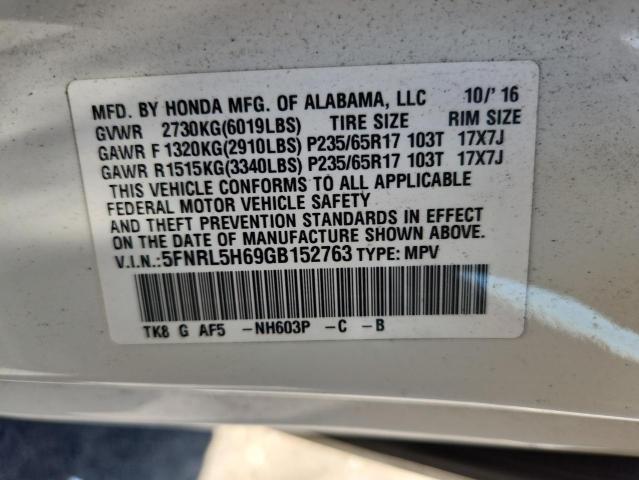 MFD. BY HONDA MFG. OF ALABAMA, LLC 10/'16
GVWR 2730KG(6019LBS) TIRE SIZE RIM SIZE
GAWR F 1320KG(2910LBS) P235/65R17 103T 17X7J
GAWR R1515KG(3340LBS) P235/65R17 103T 17X7J
THIS VEHICLE CONFORMS TO ALL APPLICABLE
FEDERAL MOTOR VEHICLE SAFETY
AND THEFT PREVENTION STANDARDS IN EFFECT
ON THE DATE OF MANUFACTURE SHOWN ABOVE.
V.I.N.:5FNRL5H69GB152763 TYPE: MPV
TK8 G AF5 -NH603P -C -B